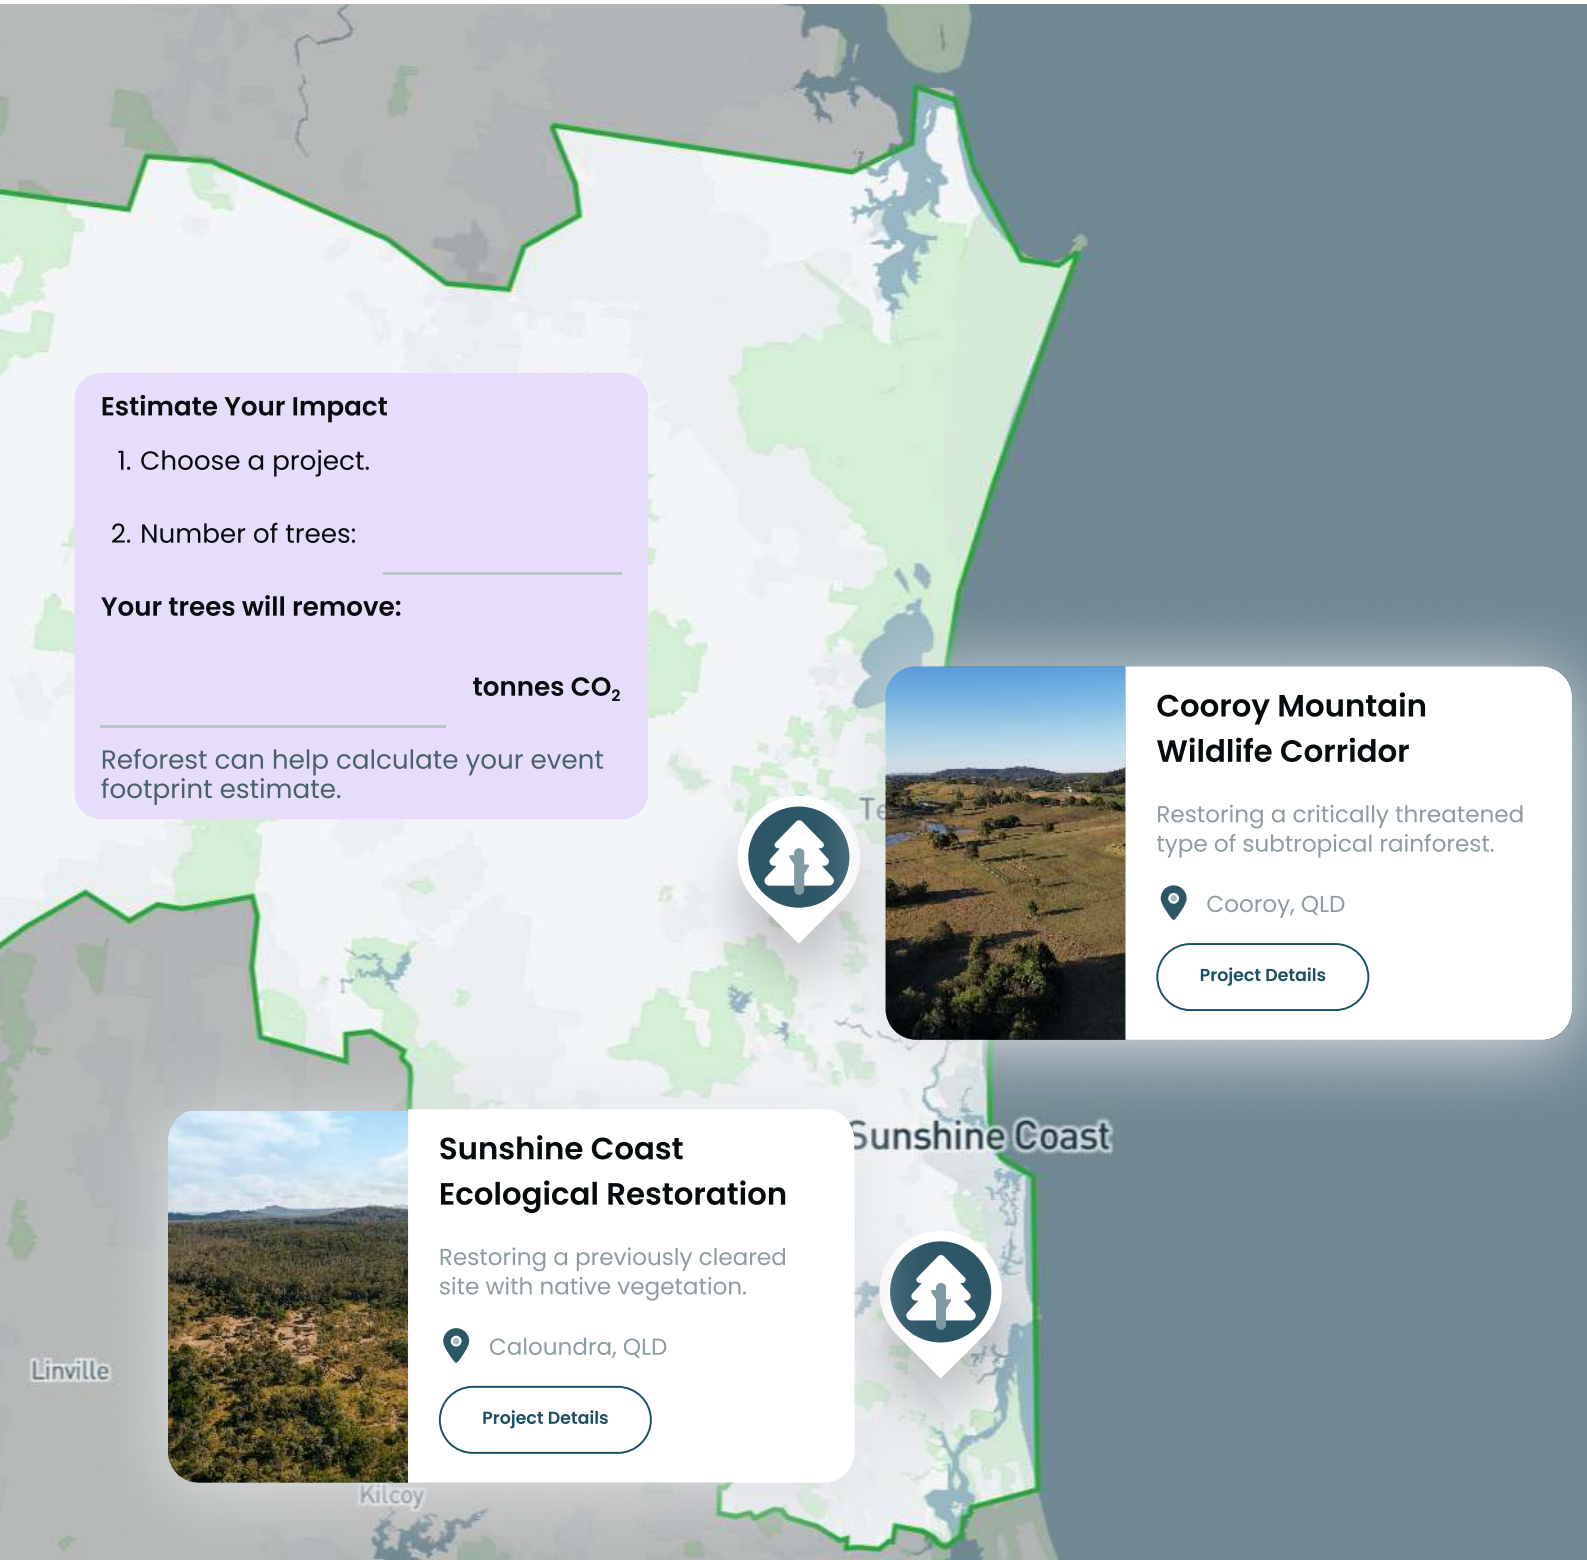 Estimate Your Impact
1. Choose a project.
2. Number of trees:
Your trees will remove:
tonnes CO₂
Reforest can help calculate your event
footprint estimate.
Cooroy Mountain
Wildlife Corridor
Restoring a critically threatened
type of subtropical rainforest.
Cooroy, QLD
Project Details
Sunshine Coast
Sunshine Coast
Ecological Restoration
Restoring a previously cleared
site with native vegetation.
Caloundra, QLD
Project Details
Linville
Kilcoy